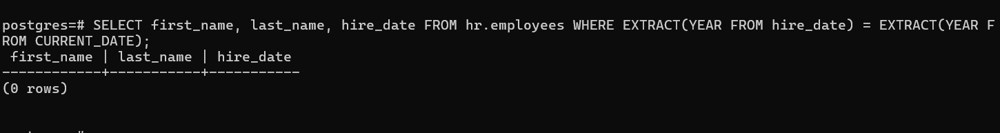 postgres=# SELECT first_name, last_name, hire_date FROM hr.employees WHERE EXTRACT(YEAR FROM hire_date) = EXTRACT(YEAR F
ROM CURRENT_DATE);
 first_name | last_name | hire_date
------------+-----------+-----------
(0 rows)